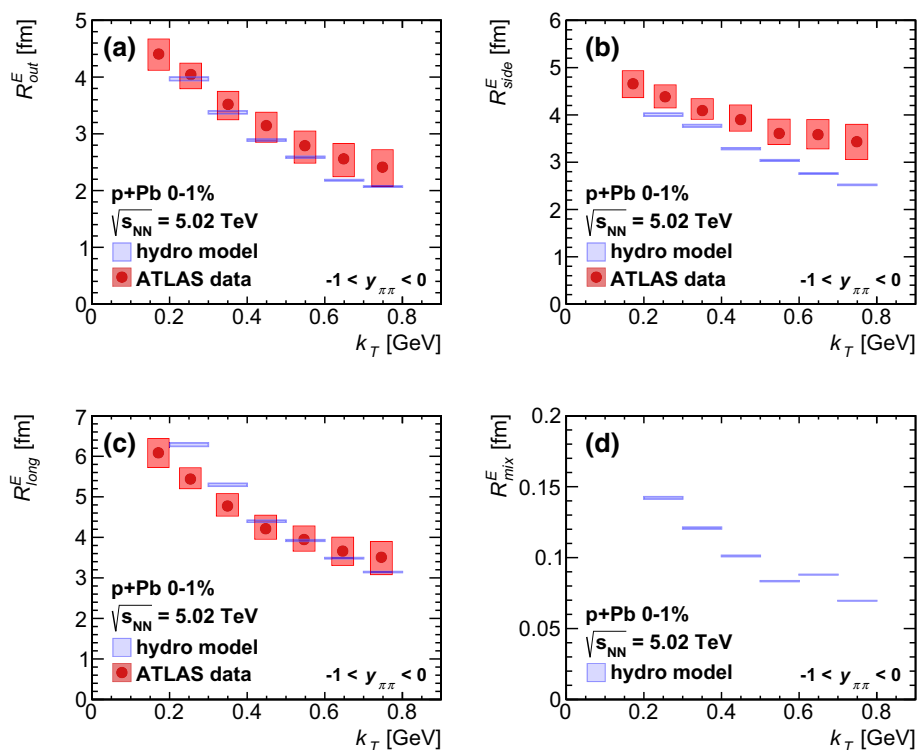 (a)
R^E_out [fm]
5
4
3
2
1
0
p+Pb 0-1%
√s_NN = 5.02 TeV
hydro model
ATLAS data
-1 < y_ππ < 0
0 0.2 0.4 0.6 0.8
k_T [GeV]
(b)
R^E_side [fm]
6
5
4
3
2
1
0
p+Pb 0-1%
√s_NN = 5.02 TeV
hydro model
ATLAS data
-1 < y_ππ < 0
0 0.2 0.4 0.6 0.8
k_T [GeV]
(c)
R^E_long [fm]
7
6
5
4
3
2
1
0
p+Pb 0-1%
√s_NN = 5.02 TeV
hydro model
ATLAS data
-1 < y_ππ < 0
0 0.2 0.4 0.6 0.8
k_T [GeV]
(d)
R^E_mix [fm]
0.2
0.15
0.1
0.05
0
p+Pb 0-1%
√s_NN = 5.02 TeV
hydro model
-1 < y_ππ < 0
0 0.2 0.4 0.6 0.8
k_T [GeV]